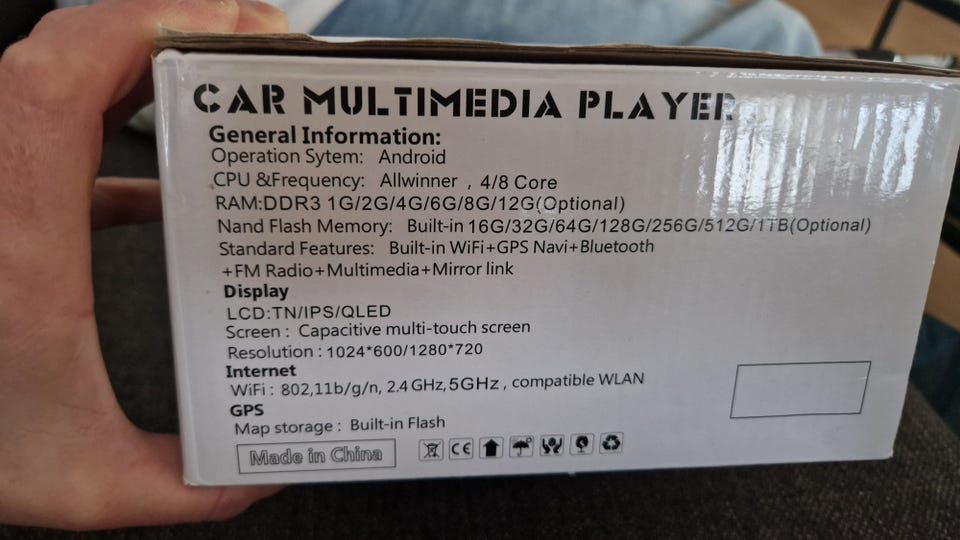 CAR MULTIMEDIA PLAYER
General Information:
Operation Sytem: Android
CPU &Frequency: Allwinner , 4/8 Core
RAM:DDR3 1G/2G/4G/6G/8G/12G(Optional)
Nand Flash Memory: Built-in 16G/32G/64G/128G/256G/512G/1TB(Optional)
Standard Features: Built-in WiFi+GPS Navi+Bluetooth
+FM Radio+Multimedia+Mirror link
Display
LCD:TN/IPS/QLED
Screen : Capacitive multi-touch screen
Resolution : 1024*600/1280*720
Internet
WiFi : 802,11b/g/n, 2.4 GHz,5GHz , compatible WLAN
GPS
Map storage : Built-in Flash
Made in China
CE